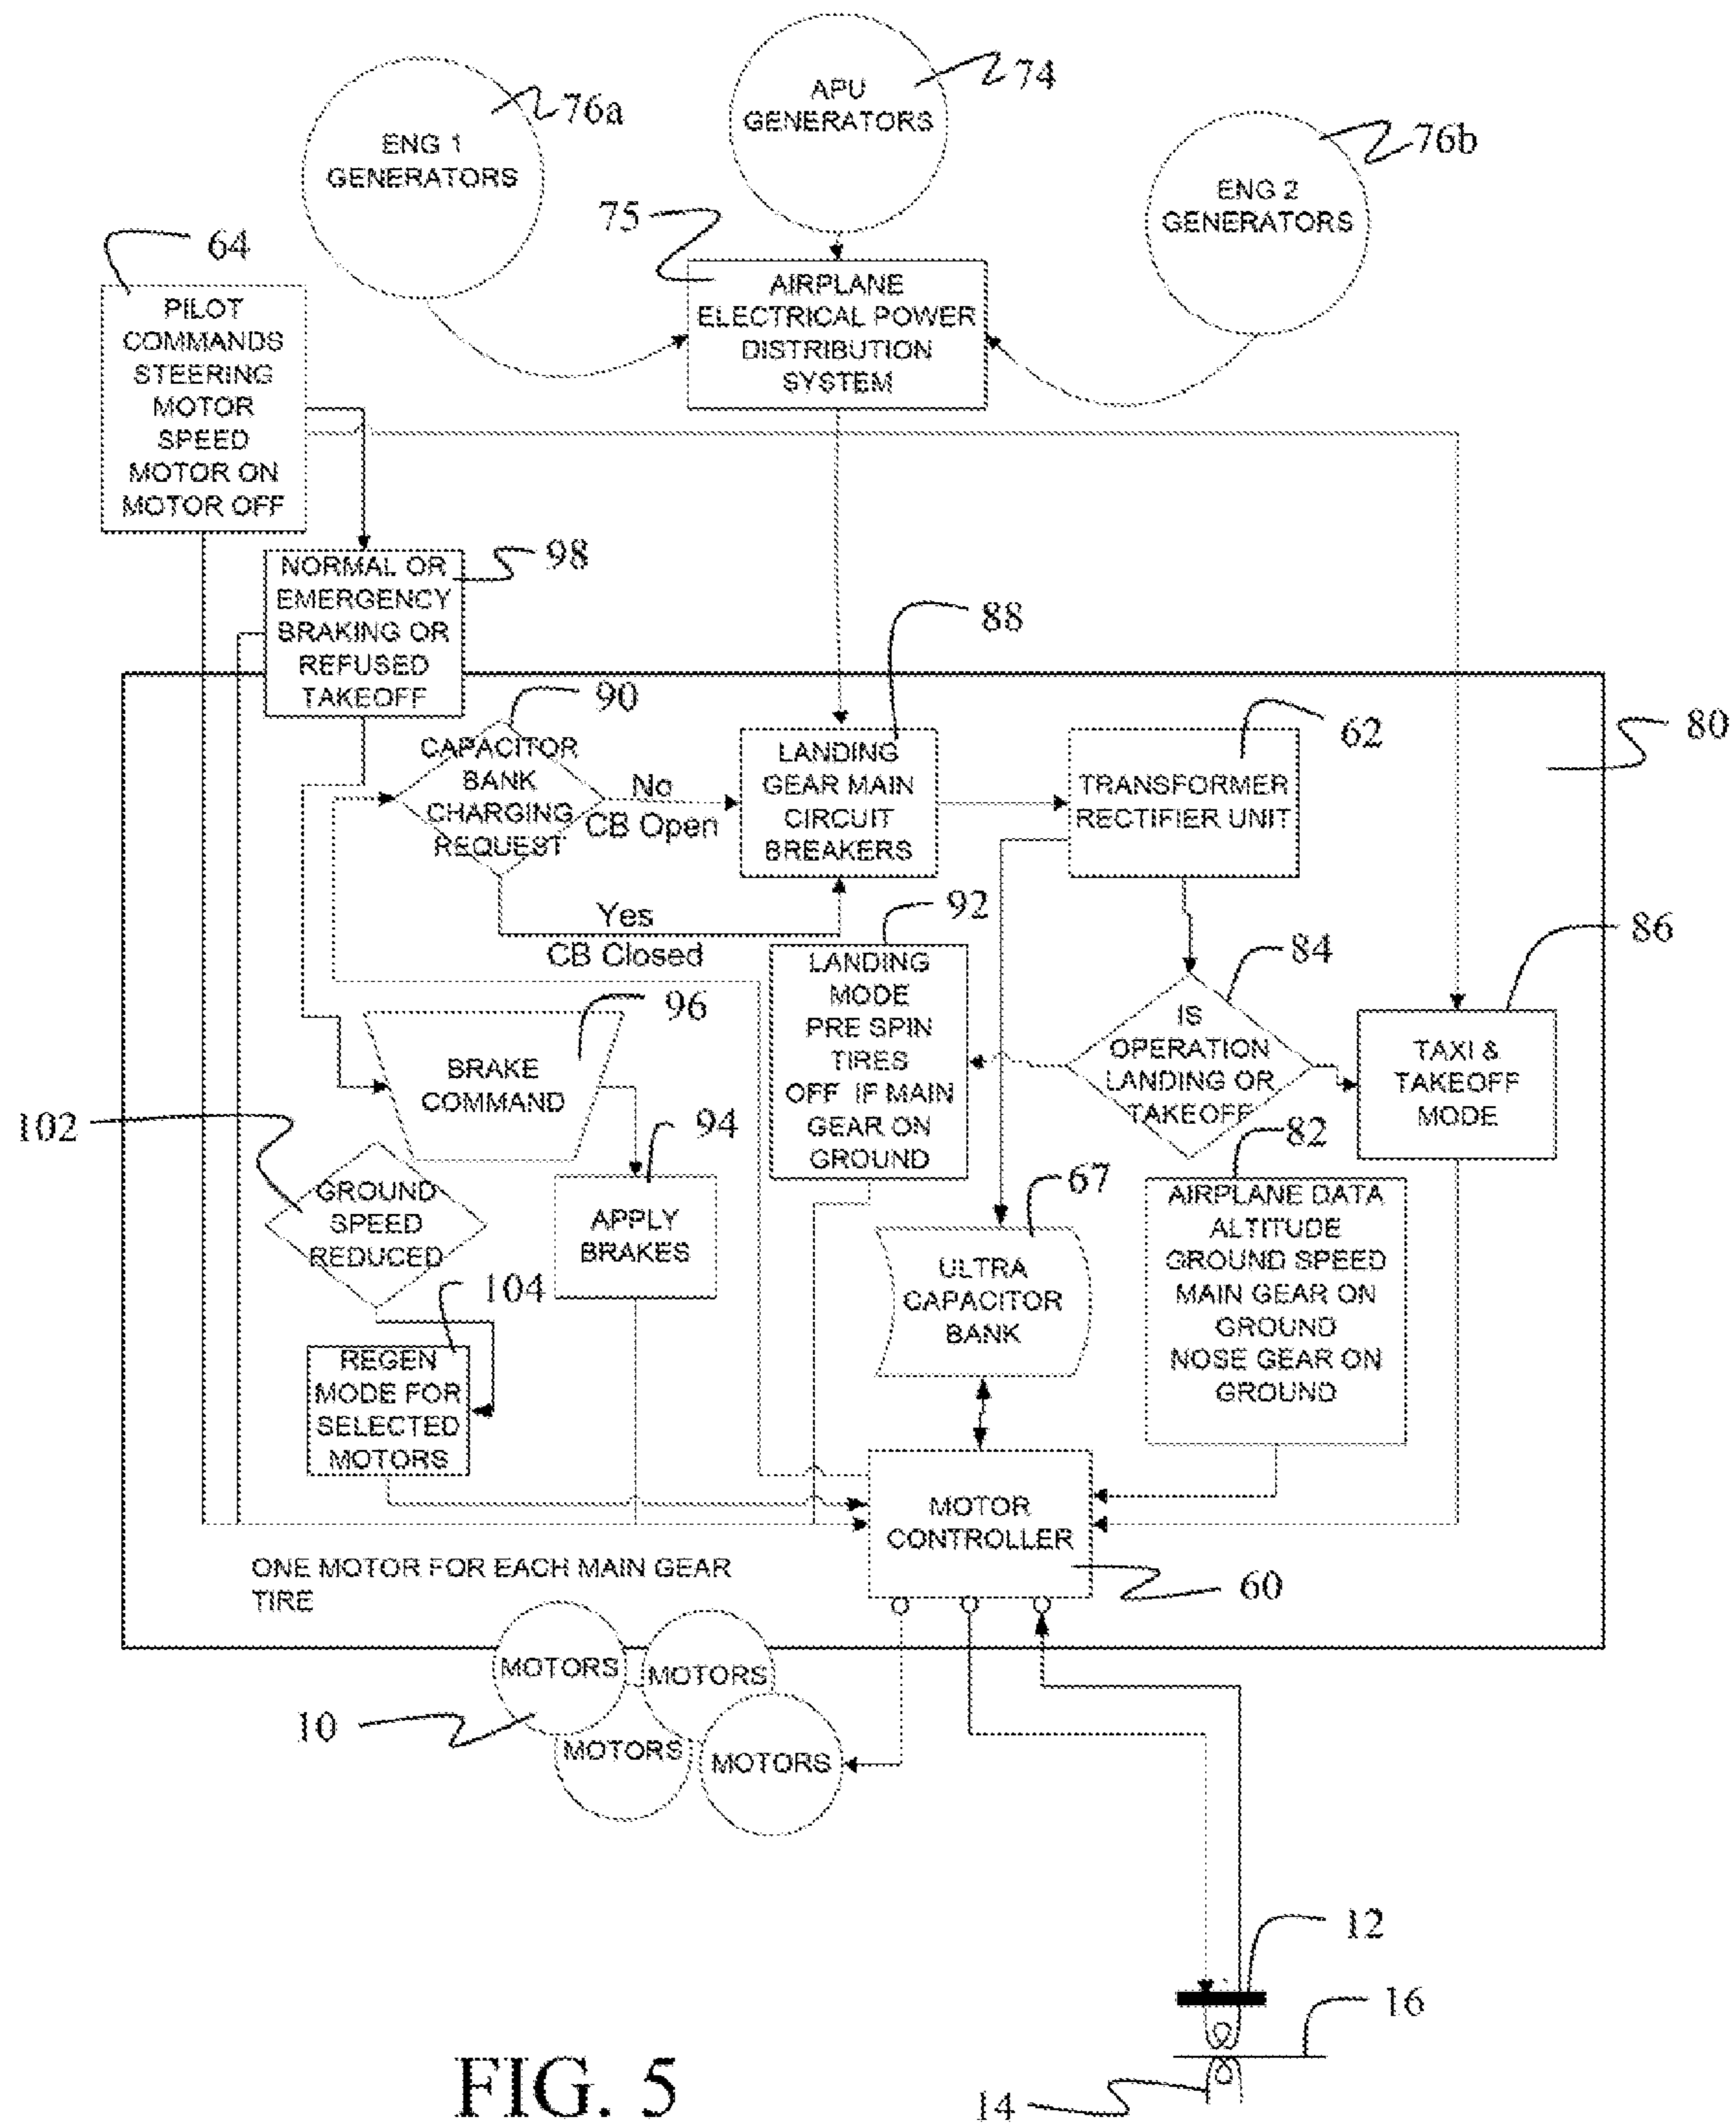 76a
74
76b
ENG 1
GENERATORS
APU
GENERATORS
ENG 2
GENERATORS
75
64
PILOT
COMMANDS
STEERING
MOTOR
SPEED
MOTOR ON
MOTOR OFF
AIRPLANE
ELECTRICAL POWER
DISTRIBUTION
SYSTEM
98
NORMAL OR
EMERGENCY
BRAKING OR
REFUSED
TAKEOFF
88
90
62
80
CAPACITOR
BANK
CHARGING
REQUEST
No
CB Open
LANDING
GEAR MAIN
CIRCUIT
BREAKERS
TRANSFORMER
RECTIFIER UNIT
Yes
CB Closed
92
84
86
LANDING
MODE
PRE SPIN
TIRES
OFF IF MAIN
GEAR ON
GROUND
IS
OPERATION
LANDING OR
TAKEOFF
TAXI &
TAKEOFF
MODE
96
BRAKE
COMMAND
102
94
82
GROUND
SPEED
REDUCED
APPLY
BRAKES
67
ULTRA
CAPACITOR
BANK
AIRPLANE DATA
ALTITUDE
GROUND SPEED
MAIN GEAR ON
GROUND
NOSE GEAR ON
GROUND
104
REGEN
MODE FOR
SELECTED
MOTORS
MOTOR
CONTROLLER
60
ONE MOTOR FOR EACH MAIN GEAR
TIRE
MOTORS
MOTORS
MOTORS
MOTORS
10
12
16
14
FIG. 5